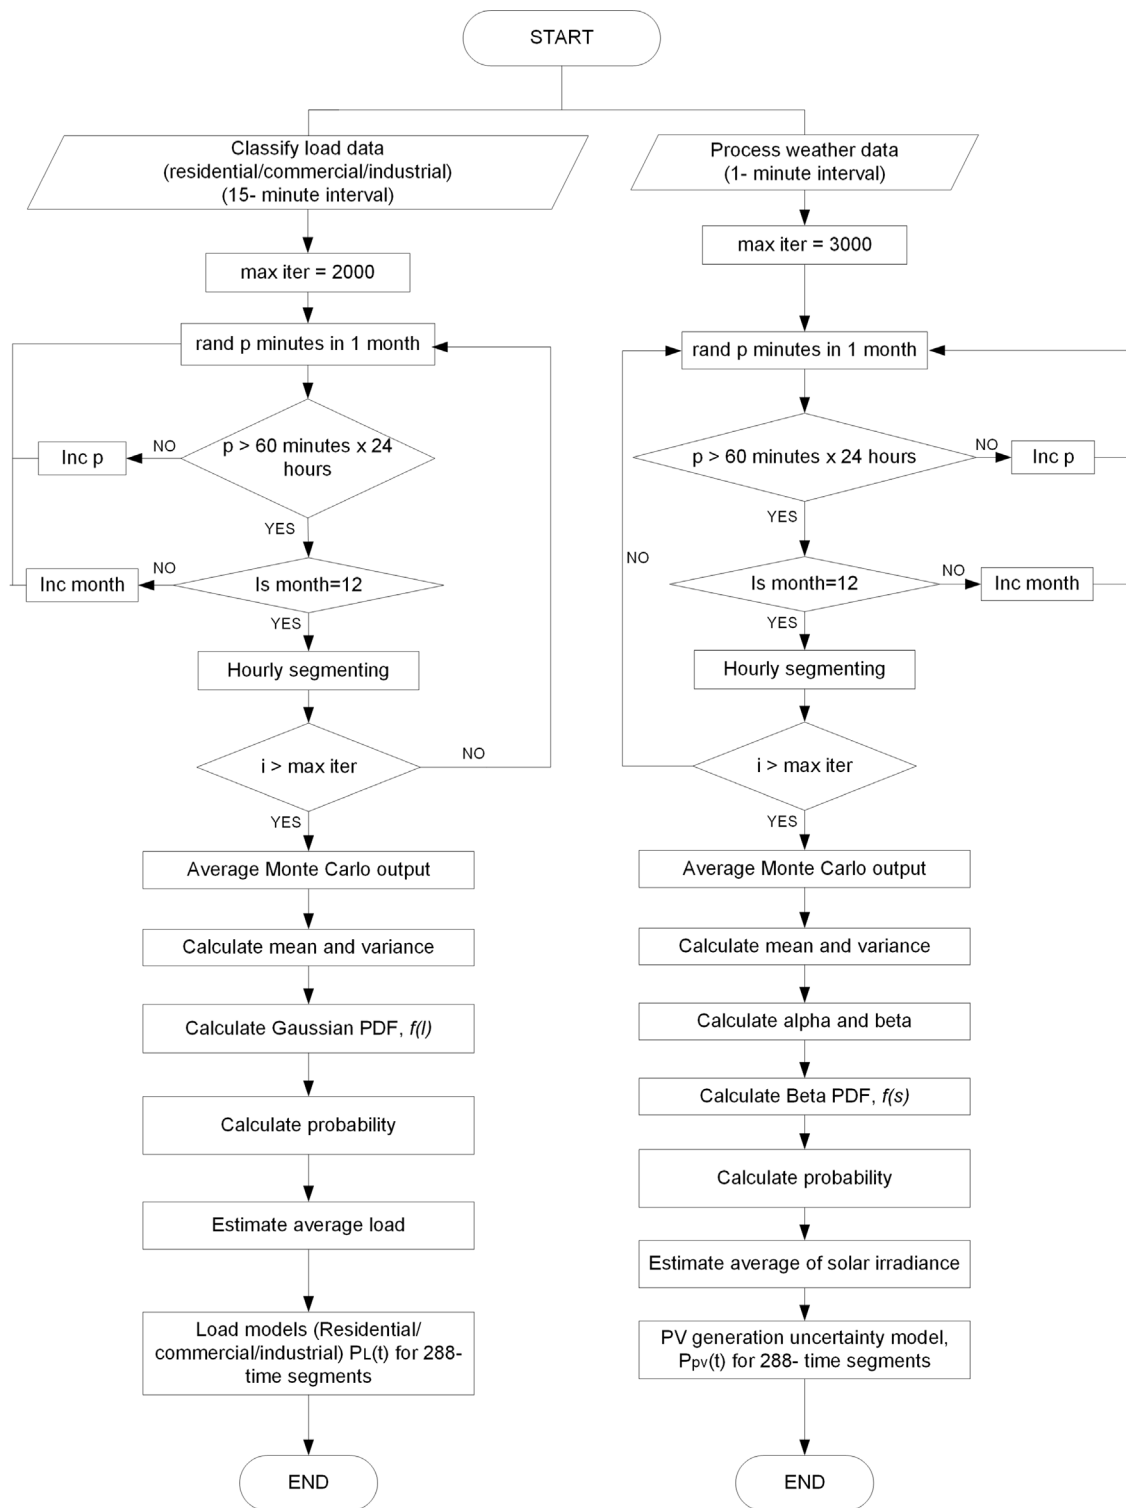 START
Classify load data
(residential/commercial/industrial)
(15- minute interval)
max iter = 2000
rand p minutes in 1 month
p > 60 minutes x 24
hours
NO
Inc p
YES
Is month=12
NO
Inc month
YES
Hourly segmenting
i > max iter
NO
YES
Average Monte Carlo output
Calculate mean and variance
Calculate Gaussian PDF, f(l)
Calculate probability
Estimate average load
Load models (Residential/
commercial/industrial) PL(t) for 288-
time segments
END
Process weather data
(1- minute interval)
max iter = 3000
rand p minutes in 1 month
p > 60 minutes x 24 hours
NO
Inc p
YES
NO
Is month=12
NO
Inc month
YES
Hourly segmenting
i > max iter
YES
Average Monte Carlo output
Calculate mean and variance
Calculate alpha and beta
Calculate Beta PDF, f(s)
Calculate probability
Estimate average of solar irradiance
PV generation uncertainty model,
Ppv(t) for 288- time segments
END